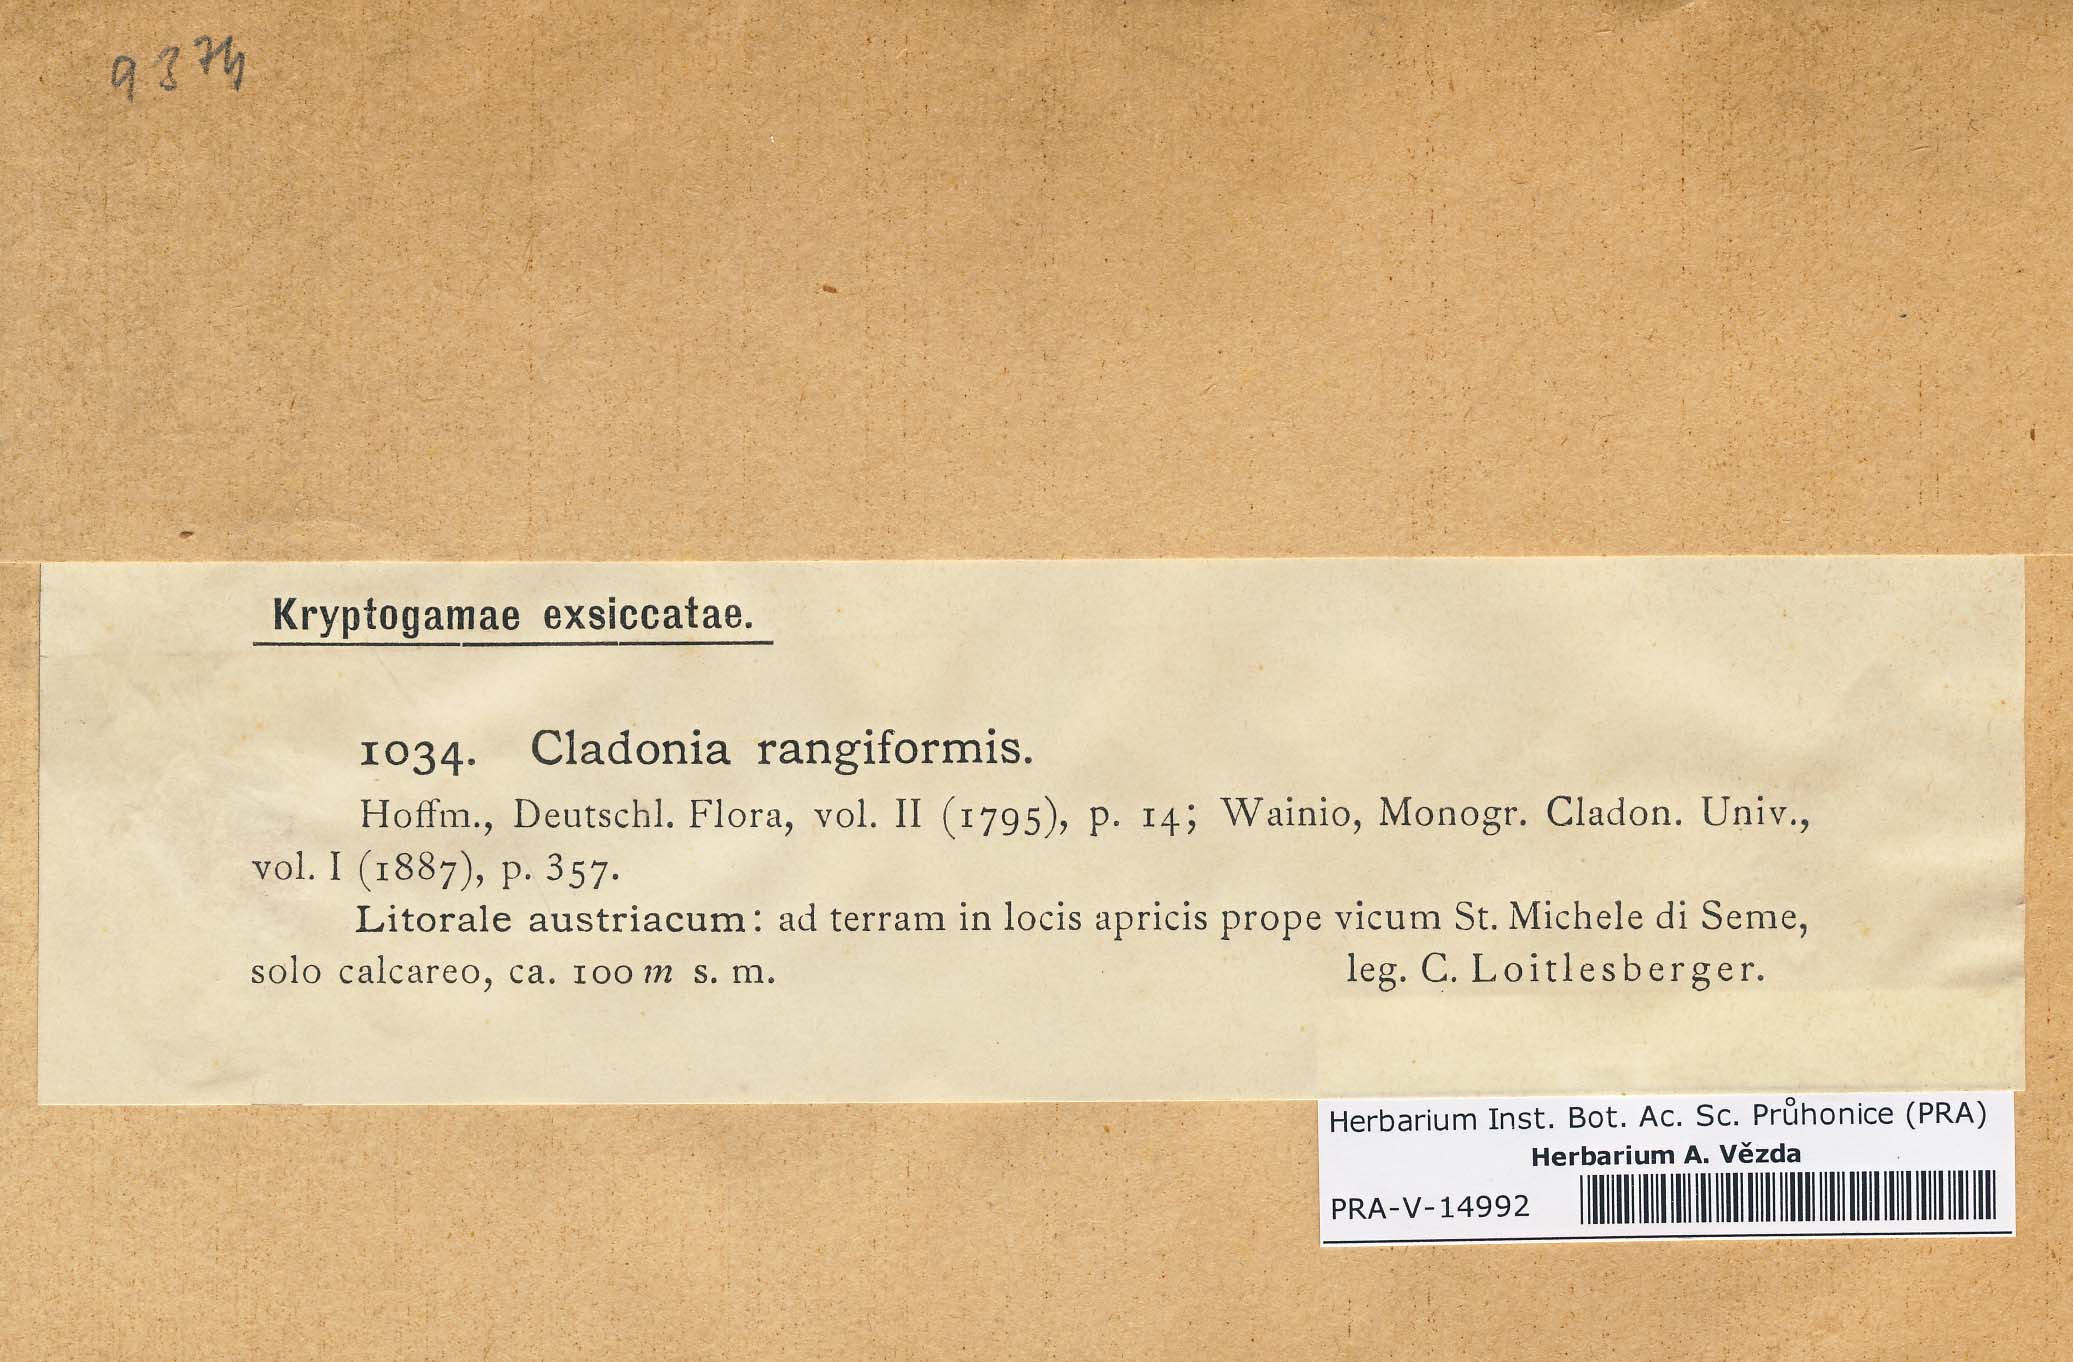 9374
Kryptogamae exsiccatae.
1034. Cladonia rangiformis.
Hoffm., Deutschl. Flora, vol. II (1795), p. 14; Wainio, Monogr. Cladon. Univ.,
vol. I (1887), p. 357.
Litorale austriacum: ad terram in locis apricis prope vicum St. Michele di Seme,
solo calcareo, ca. 100 m s. m. leg. C. Loitlesberger.
Herbarium Inst. Bot. Ac. Sc. Průhonice (PRA)
Herbarium A. Vězda
PRA-V-14992